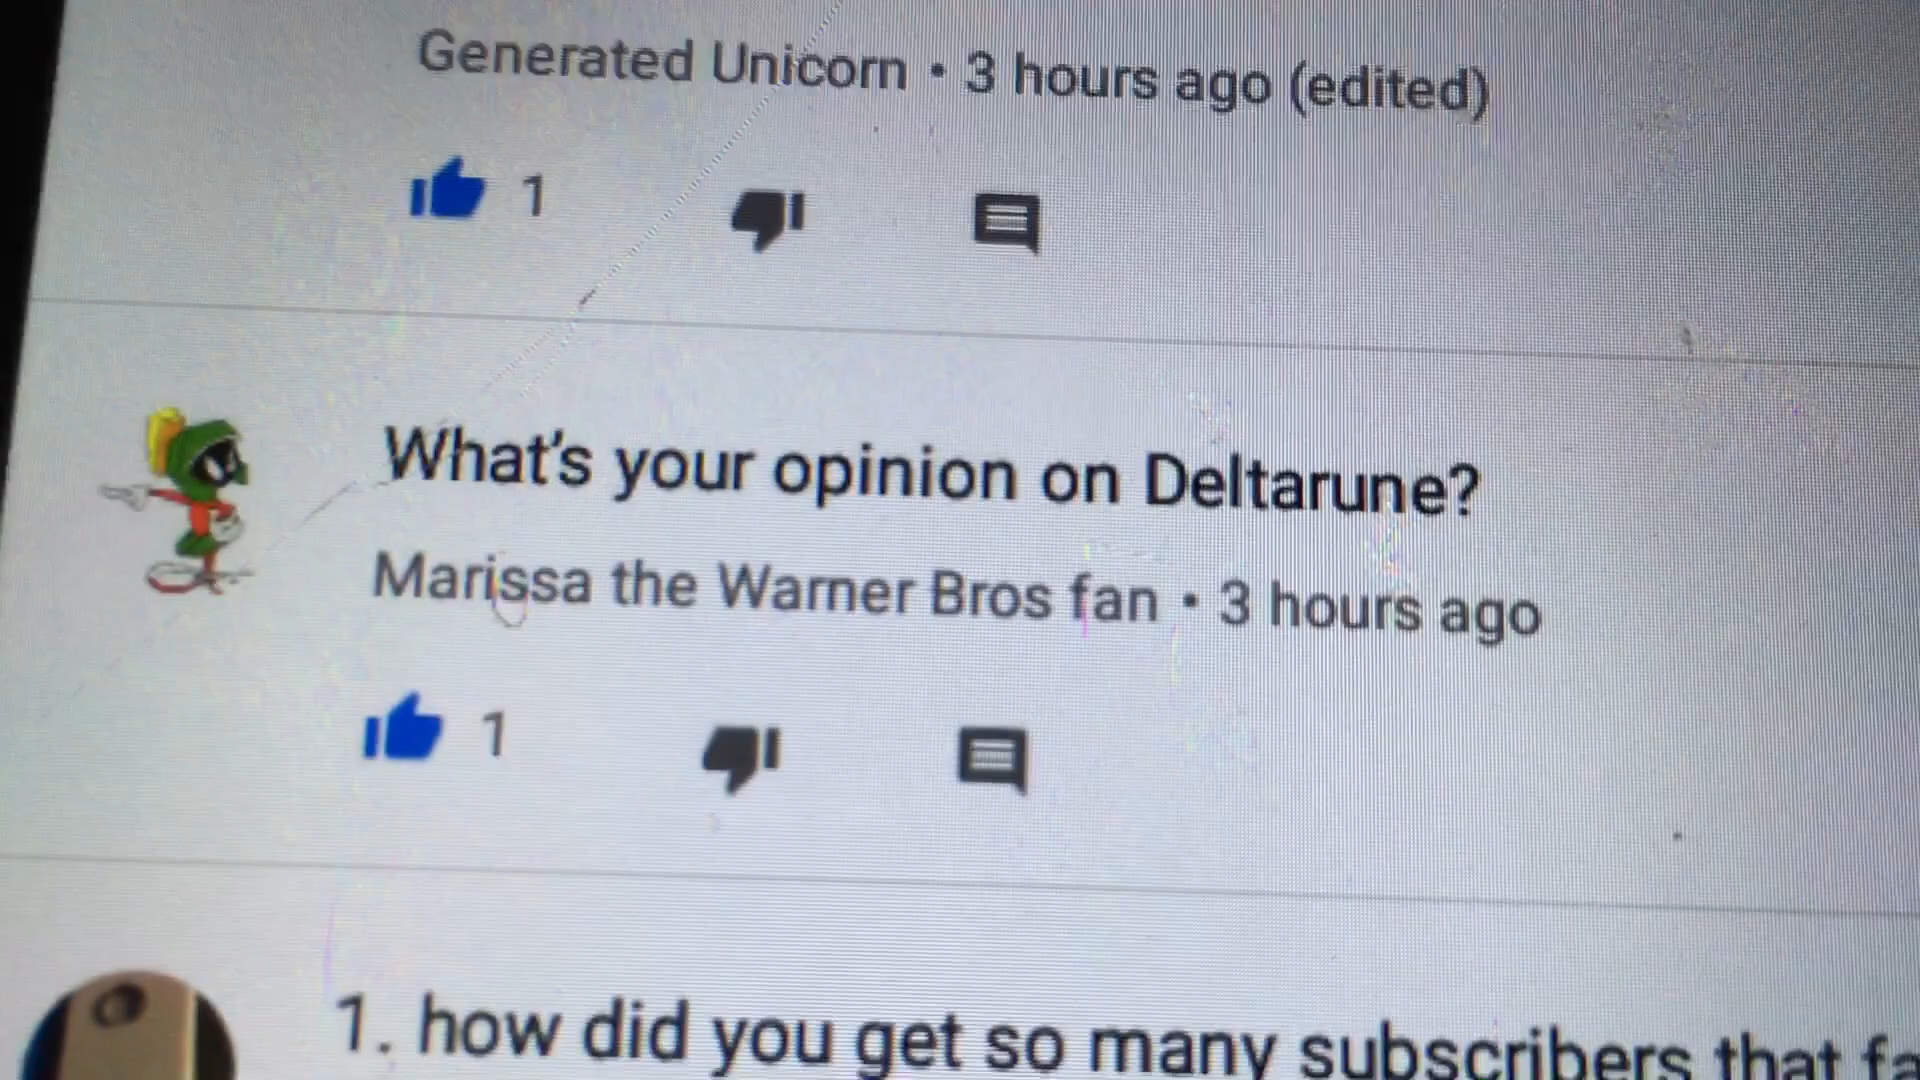 Generated Unicorn • 3 hours ago (edited)
1
What's your opinion on Deltarune?
Marissa the Warner Bros fan • 3 hours ago
1
1. how did you get so many subscribers that fa